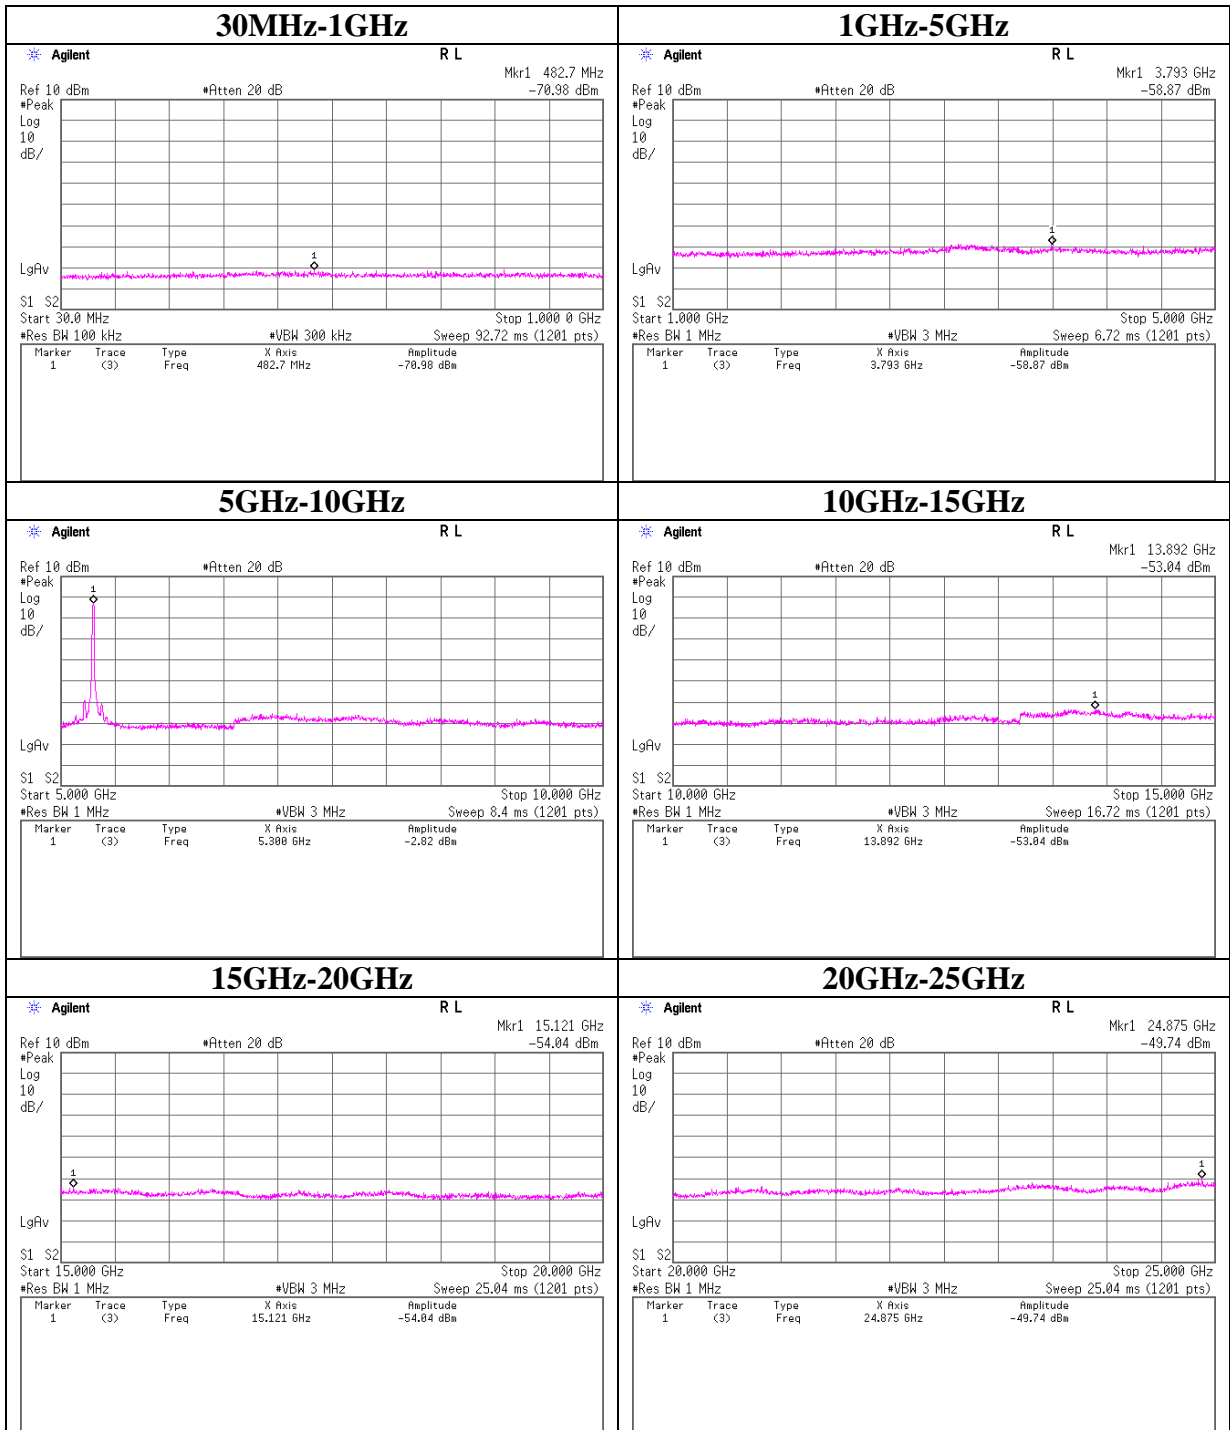 30MHz-1GHz
Agilent R L
Mkr1 482.7 MHz
Ref 10 dBm #Atten 20 dB -70.98 dBm
#Peak
Log
10
dB/
1
LgAv
S1 S2
Start 30.0 MHz Stop 1.000 0 GHz
#Res BW 100 kHz #VBW 300 kHz Sweep 92.72 ms (1201 pts)
Marker Trace Type X Axis Amplitude
1 (3) Freq 482.7 MHz -70.98 dBm
1GHz-5GHz
Agilent R L
Mkr1 3.793 GHz
Ref 10 dBm #Atten 20 dB -58.87 dBm
#Peak
Log
10
dB/
1
LgAv
S1 S2
Start 1.000 GHz Stop 5.000 GHz
#Res BW 1 MHz #VBW 3 MHz Sweep 6.72 ms (1201 pts)
Marker Trace Type X Axis Amplitude
1 (3) Freq 3.793 GHz -58.87 dBm
5GHz-10GHz
Agilent R L
Ref 10 dBm #Atten 20 dB
#Peak
Log
10
dB/
1
LgAv
S1 S2
Start 5.000 GHz Stop 10.000 GHz
#Res BW 1 MHz #VBW 3 MHz Sweep 8.4 ms (1201 pts)
Marker Trace Type X Axis Amplitude
1 (3) Freq 5.300 GHz -2.82 dBm
10GHz-15GHz
Agilent R L
Mkr1 13.892 GHz
Ref 10 dBm #Atten 20 dB -53.04 dBm
#Peak
Log
10
dB/
1
LgAv
S1 S2
Start 10.000 GHz Stop 15.000 GHz
#Res BW 1 MHz #VBW 3 MHz Sweep 16.72 ms (1201 pts)
Marker Trace Type X Axis Amplitude
1 (3) Freq 13.892 GHz -53.04 dBm
15GHz-20GHz
Agilent R L
Mkr1 15.121 GHz
Ref 10 dBm #Atten 20 dB -54.04 dBm
#Peak
Log
10
dB/
1
LgAv
S1 S2
Start 15.000 GHz Stop 20.000 GHz
#Res BW 1 MHz #VBW 3 MHz Sweep 25.04 ms (1201 pts)
Marker Trace Type X Axis Amplitude
1 (3) Freq 15.121 GHz -54.04 dBm
20GHz-25GHz
Agilent R L
Mkr1 24.875 GHz
Ref 10 dBm #Atten 20 dB -49.74 dBm
#Peak
Log
10
dB/
1
LgAv
S1 S2
Start 20.000 GHz Stop 25.000 GHz
#Res BW 1 MHz #VBW 3 MHz Sweep 25.04 ms (1201 pts)
Marker Trace Type X Axis Amplitude
1 (3) Freq 24.875 GHz -49.74 dBm